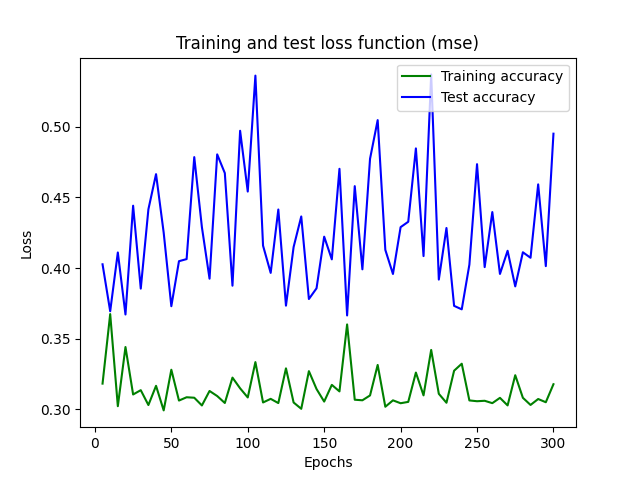 Training and test loss function (mse)
Training accuracy
Test accuracy
0.50
0.45
0.40
0.35
0.30
Loss
0
50
100
150
200
250
300
Epochs